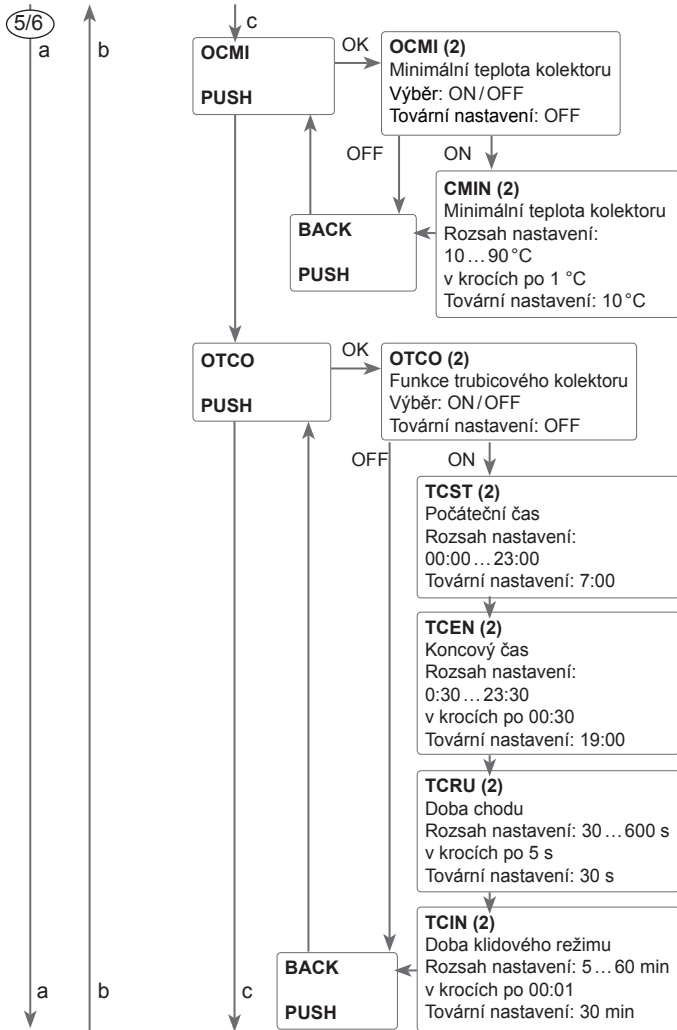 5/6
a
b
c
OCMI
PUSH
OK
OCMI (2)
Minimální teplota kolektoru
Výběr: ON/OFF
Tovární nastavení: OFF
OFF
ON
CMIN (2)
Minimální teplota kolektoru
Rozsah nastavení:
10…90°C
v krocích po 1 °C
Tovární nastavení: 10°C
BACK
PUSH
OTCO
PUSH
OK
OTCO (2)
Funkce trubicového kolektoru
Výběr: ON/OFF
Tovární nastavení: OFF
OFF
ON
TCST (2)
Počáteční čas
Rozsah nastavení:
00:00…23:00
Tovární nastavení: 7:00
TCEN (2)
Koncový čas
Rozsah nastavení:
0:30…23:30
v krocích po 00:30
Tovární nastavení: 19:00
TCRU (2)
Doba chodu
Rozsah nastavení: 30…600 s
v krocích po 5 s
Tovární nastavení: 30 s
TCIN (2)
Doba klidového režimu
Rozsah nastavení: 5…60 min
v krocích po 00:01
Tovární nastavení: 30 min
BACK
PUSH
a
b
c